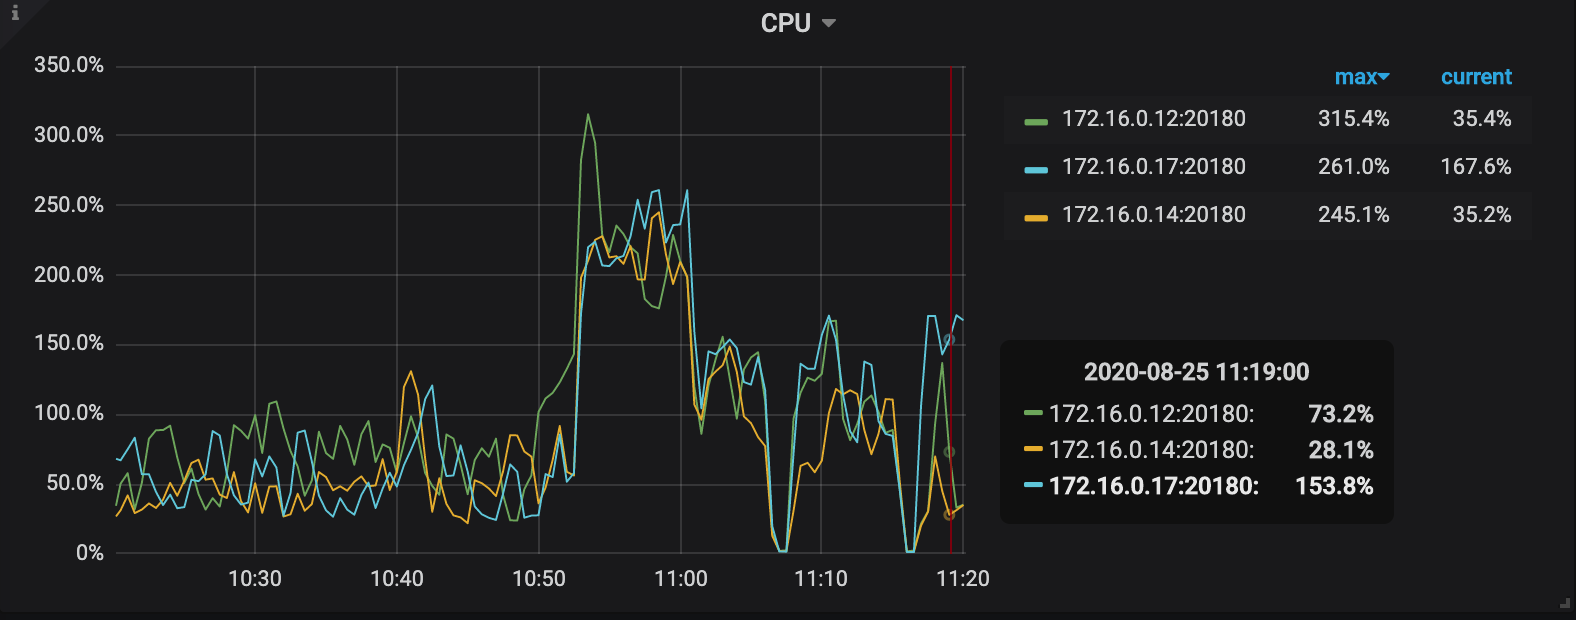 i
CPU
350.0%
300.0%
250.0%
200.0%
150.0%
100.0%
50.0%
0%
10:30 10:40 10:50 11:00 11:10 11:20
max current
172.16.0.12:20180 315.4% 35.4%
172.16.0.17:20180 261.0% 167.6%
172.16.0.14:20180 245.1% 35.2%
2020-08-25 11:19:00
172.16.0.12:20180: 73.2%
172.16.0.14:20180: 28.1%
172.16.0.17:20180: 153.8%